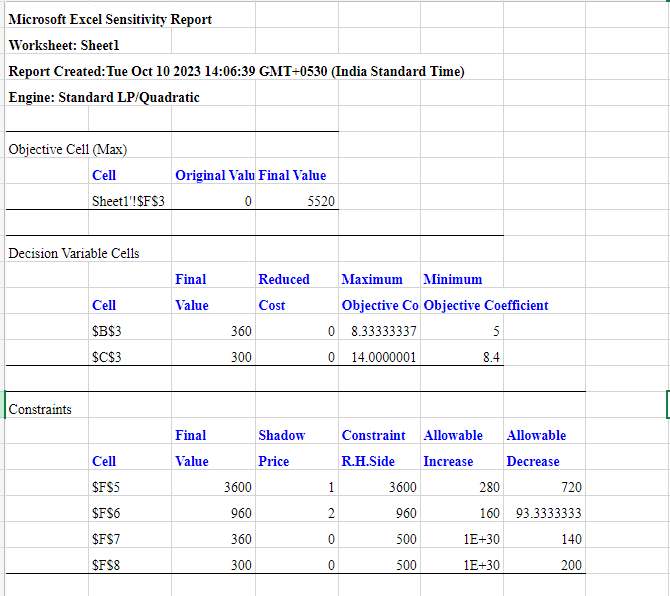 Microsoft Excel Sensitivity Report
Worksheet: Sheet1
Report Created:Tue Oct 10 2023 14:06:39 GMT+0530 (India Standard Time)
Engine: Standard LP/Quadratic
Objective Cell (Max)
Cell Original Valu Final Value
Sheet1'!$F$3 0 5520
Decision Variable Cells
Final Reduced Maximum Minimum
Cell Value Cost Objective Co Objective Coefficient
$B$3 360 0 8.33333337 5
$C$3 300 0 14.0000001 8.4
Constraints
Final Shadow Constraint Allowable Allowable
Cell Value Price R.H.Side Increase Decrease
$F$5 3600 1 3600 280 720
$F$6 960 2 960 160 93.3333333
$F$7 360 0 500 1E+30 140
$F$8 300 0 500 1E+30 200